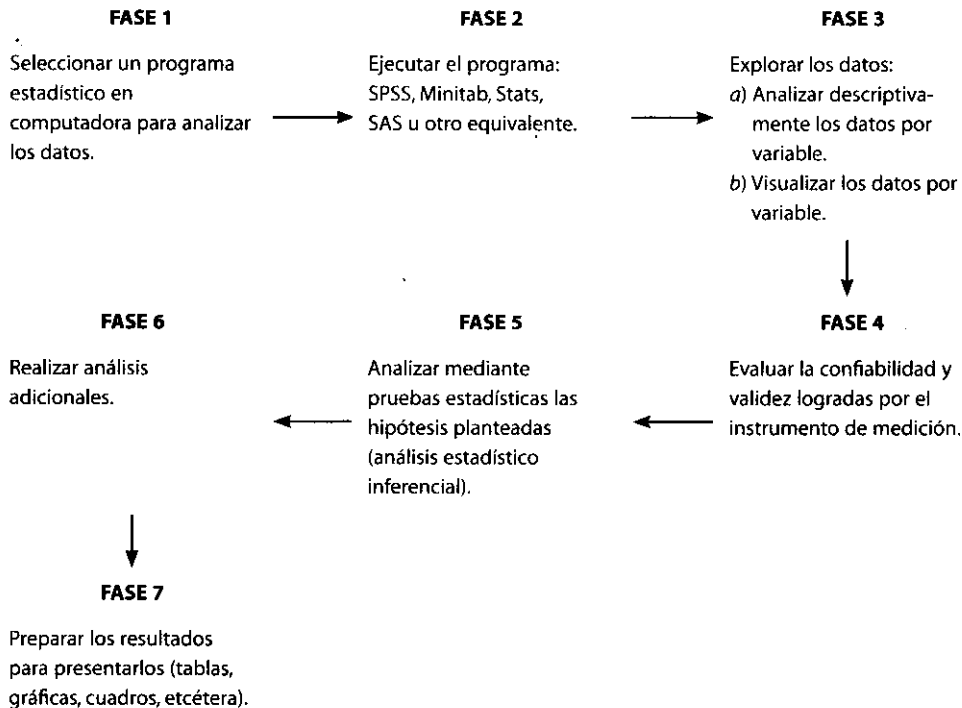 FASE 1
Seleccionar un programa
estadístico en
computadora para analizar
los datos.
FASE 2
Ejecutar el programa:
SPSS, Minitab, Stats,
SAS u otro equivalente.
FASE 3
Explorar los datos:
a) Analizar descriptiva-
mente los datos por
variable.
b) Visualizar los datos por
variable.
FASE 4
Evaluar la confiabilidad y
validez logradas por el
instrumento de medición.
FASE 5
Analizar mediante
pruebas estadísticas las
hipótesis planteadas
(análisis estadístico
inferencial).
FASE 6
Realizar análisis
adicionales.
FASE 7
Preparar los resultados
para presentarlos (tablas,
gráficas, cuadros, etcétera).